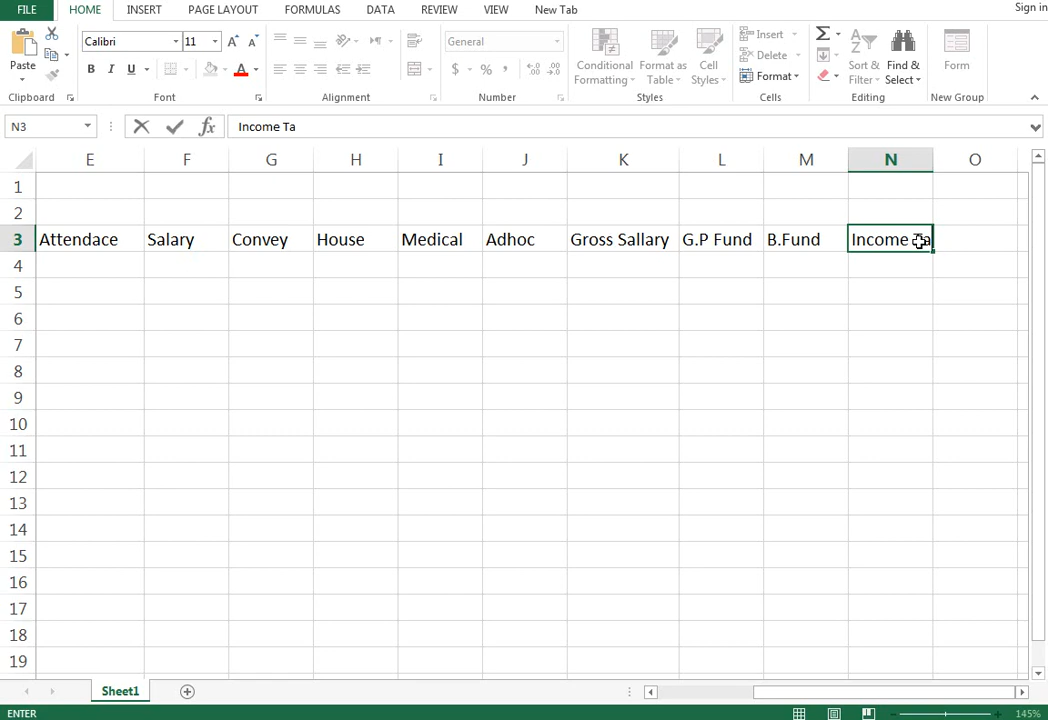 FILE HOME INSERT PAGE LAYOUT FORMULAS DATA REVIEW VIEW New Tab Sign in
Calibri 11 General Insert
Paste B I U A $ % Conditional Formatting Format as Table Cell Styles Delete Sort & Filter Find & Select Form
Format
Clipboard Font Alignment Number Styles Cells Editing New Group
N3 fx Income Ta
E F G H I J K L M N O
1
2
3 Attendace Salary Convey House Medical Adhoc Gross Sallary G.P Fund B.Fund Income Ta
4
5
6
7
8
9
10
11
12
13
14
15
16
17
18
19
Sheet1
ENTER 145%